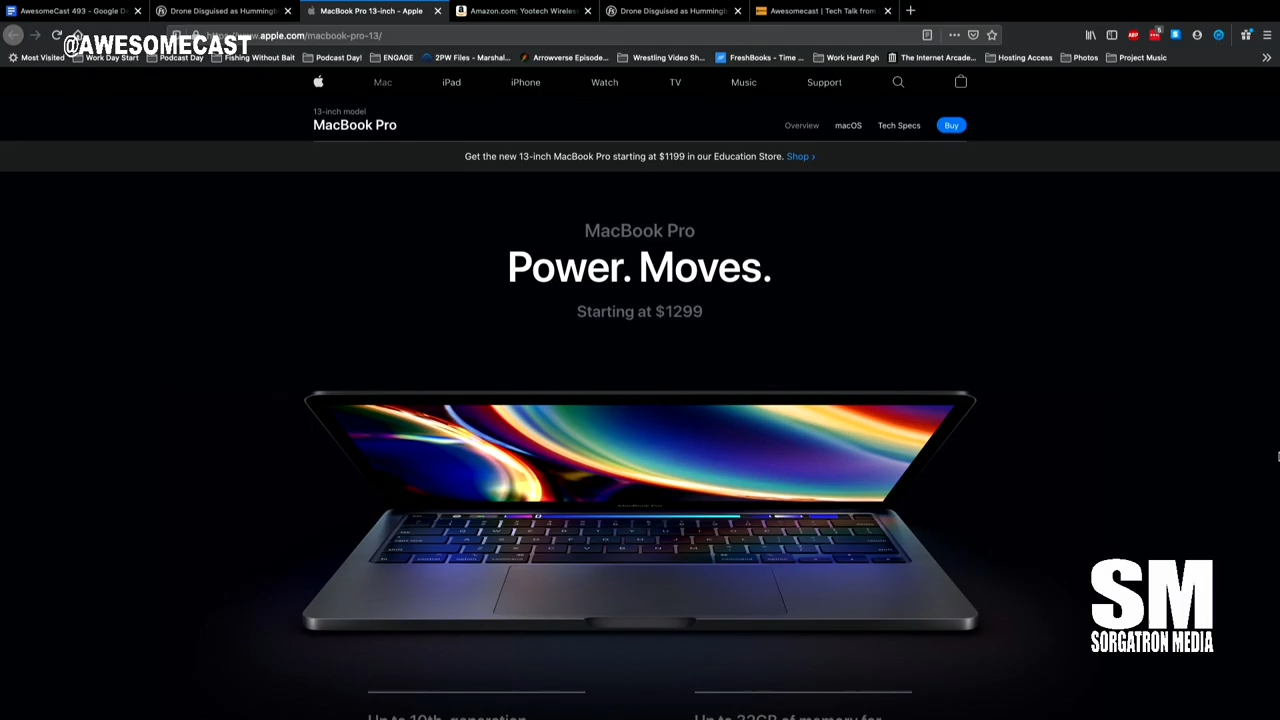 AwesomeCast 493 - Google D
Drone Disguised as Hummingb
MacBook Pro 13-inch - Apple
Amazon.com: Yootech Wireles
Drone Disguised as Hummingb
Awesomecast | Tech Talk from
@AWESOMECAST
www.apple.com/macbook-pro-13/
Most Visited
Work Day Start
Podcast Day
Fishing Without Bait
Podcast Day!
ENGAGE
2PW Files - Marshal...
Arrowverse Episode...
Wrestling Video Sh...
FreshBooks - Time ...
Work Hard Pgh
The Internet Arcade...
Hosting Access
Photos
Project Music
Mac
iPad
iPhone
Watch
TV
Music
Support
13-inch model
MacBook Pro
Overview
macOS
Tech Specs
Buy
Get the new 13-inch MacBook Pro starting at $1199 in our Education Store. Shop >
MacBook Pro
Power. Moves.
Starting at $1299
SM
SORGATRON MEDIA
Up to 10th-generation
Up to 32GB of memory for